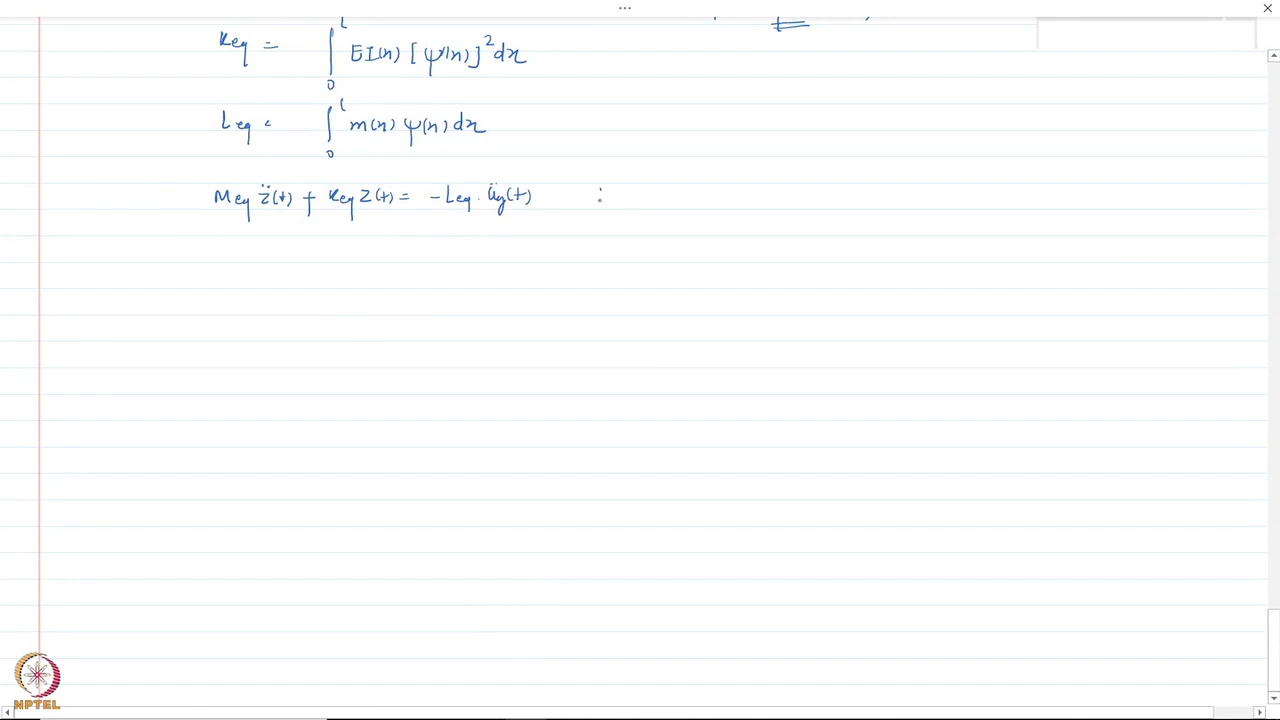 Keq = ∫₀ᴸ EI(x) [ψ''(x)]² dx
Leq = ∫₀ᴸ m(x) ψ(x) dx
Meq z̈(t) + Keq z(t) = - Leq. üg(t) :
NPTEL